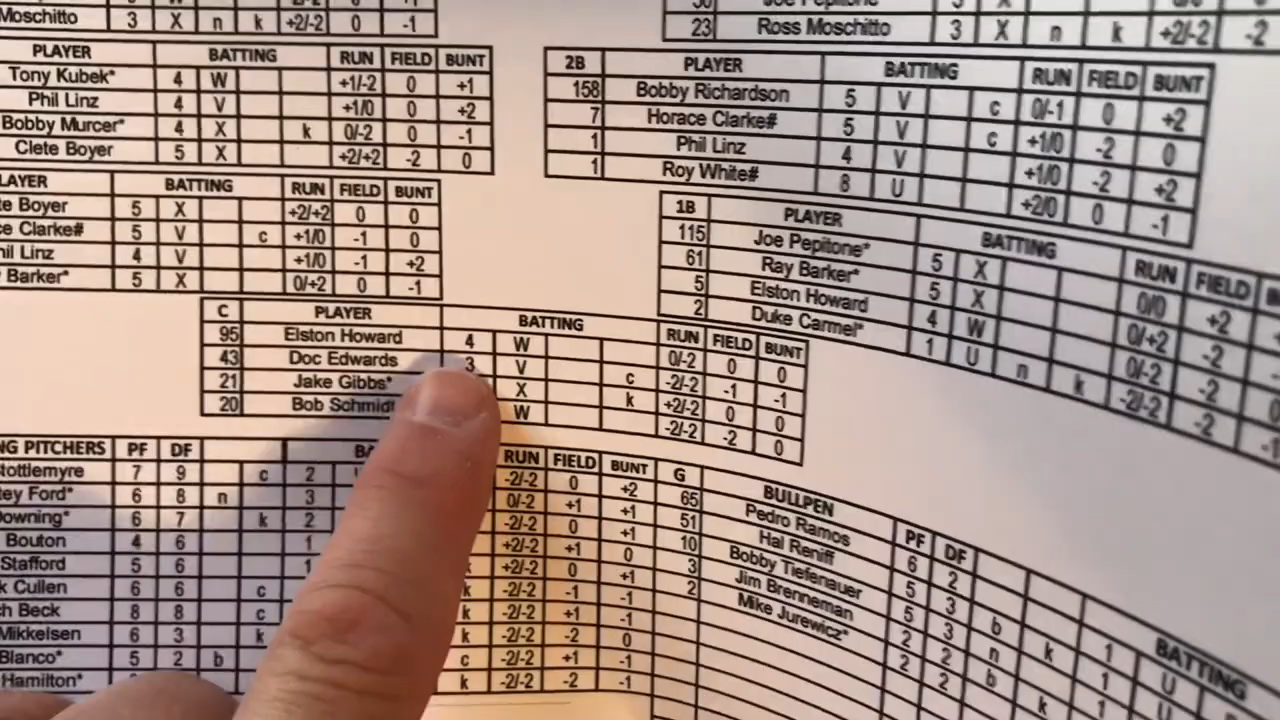 Moschitto 3 X n k +2/-2 0 -1
PLAYER BATTING RUN FIELD BUNT
Tony Kubek* 4 W +1/-2 0 +1
Phil Linz 4 V +1/0 0 +2
Bobby Murcer* 4 X k 0/-2 0 -1
Clete Boyer 5 X +2/+2 -2 0
LAYER BATTING RUN FIELD BUNT
te Boyer 5 X +2/+2 0 0
ce Clarke# 5 V c +1/0 -1 0
hil Linz 4 V +1/0 -1 +2
Barker* 5 X 0/+2 0 -1
23 Ross Moschitto 3 X n k +2/-2 -2
2B PLAYER BATTING RUN FIELD BUNT
158 Bobby Richardson 5 V c 0/-1 0 +2
7 Horace Clarke# 5 V c +1/0 -2 0
1 Phil Linz 4 V +1/0 -2 +2
1 Roy White# 8 U +2/0 0 -1
1B PLAYER BATTING RUN FIELD
115 Joe Pepitone* 5 X 0/0 +2
61 Ray Barker* 5 X 0/+2 -2
5 Elston Howard 4 W 0/-2 -2
2 Duke Carmel* 1 U n k -2/-2 -2
C PLAYER BATTING RUN FIELD BUNT
95 Elston Howard 4 W 0/-2 0 0
43 Doc Edwards 3 V c -2/-2 -1 -1
21 Jake Gibbs* X k +2/-2 0 0
20 Bob Schmidt W -2/-2 -2 0
NG PITCHERS PF DF BA RUN FIELD BUNT
Stottlemyre 7 9 c 2 -2/-2 0 +2
tey Ford* 6 8 n 3 0/-2 +1 +1
Downing* 6 7 k 2 -2/-2 0 +1
Bouton 4 6 1 +2/-2 +1 0
Stafford 5 6 1 k +2/-2 0 +1
k Cullen 6 6 c k -2/-2 -1 -1
ch Beck 8 8 c k -2/-2 +1 -1
Mikkelsen 6 3 k k -2/-2 -2 0
Blanco* 5 2 b c -2/-2 +1 -1
Hamilton* k -2/-2 -2 -1
G BULLPEN PF DF BATTING
65 Pedro Ramos 6 2
51 Hal Reniff 5 3 b k 1 U
10 Bobby Tiefenauer 5 3 n 1
3 Jim Brenneman 2 2 b k 1
2 Mike Jurewicz* 2 2